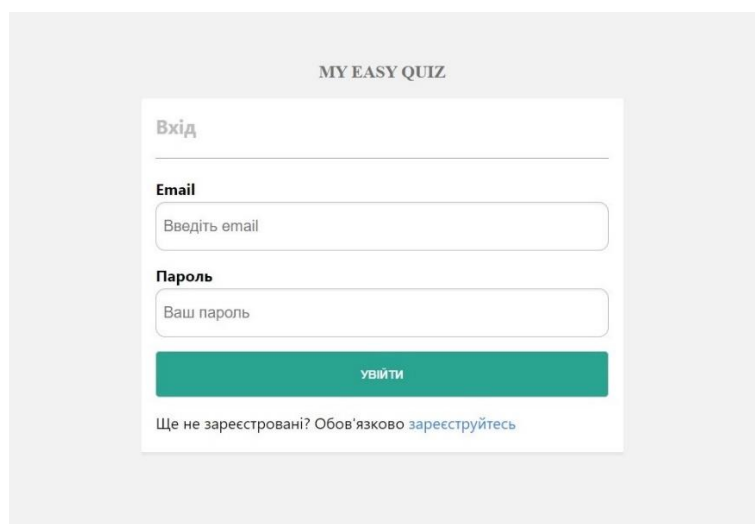 MY EASY QUIZ
Вхід
Email
Введіть email
Пароль
Ваш пароль
УВІЙТИ
Ще не зареєстровані? Обов'язково зареєструйтесь